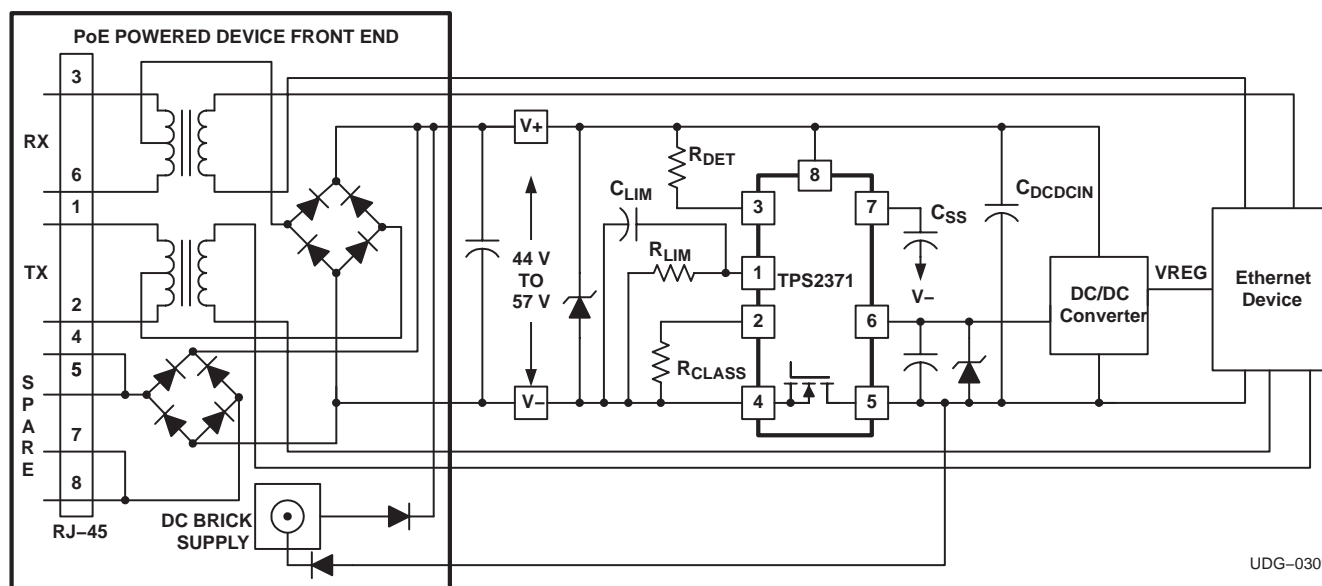 PoE POWERED DEVICE FRONT END
3
RX
6
1
TX
2
4
5
S
P
A
R
E
7
8
RJ–45
DC BRICK
SUPPLY
V+
44 V
TO
57 V
V–
CLIM
RLIM
RDET
RCLASS
8
3
1
2
4
7
6
5
TPS2371
CSS
V–
CDCDCIN
DC/DC
Converter
VREG
Ethernet
Device
UDG–030